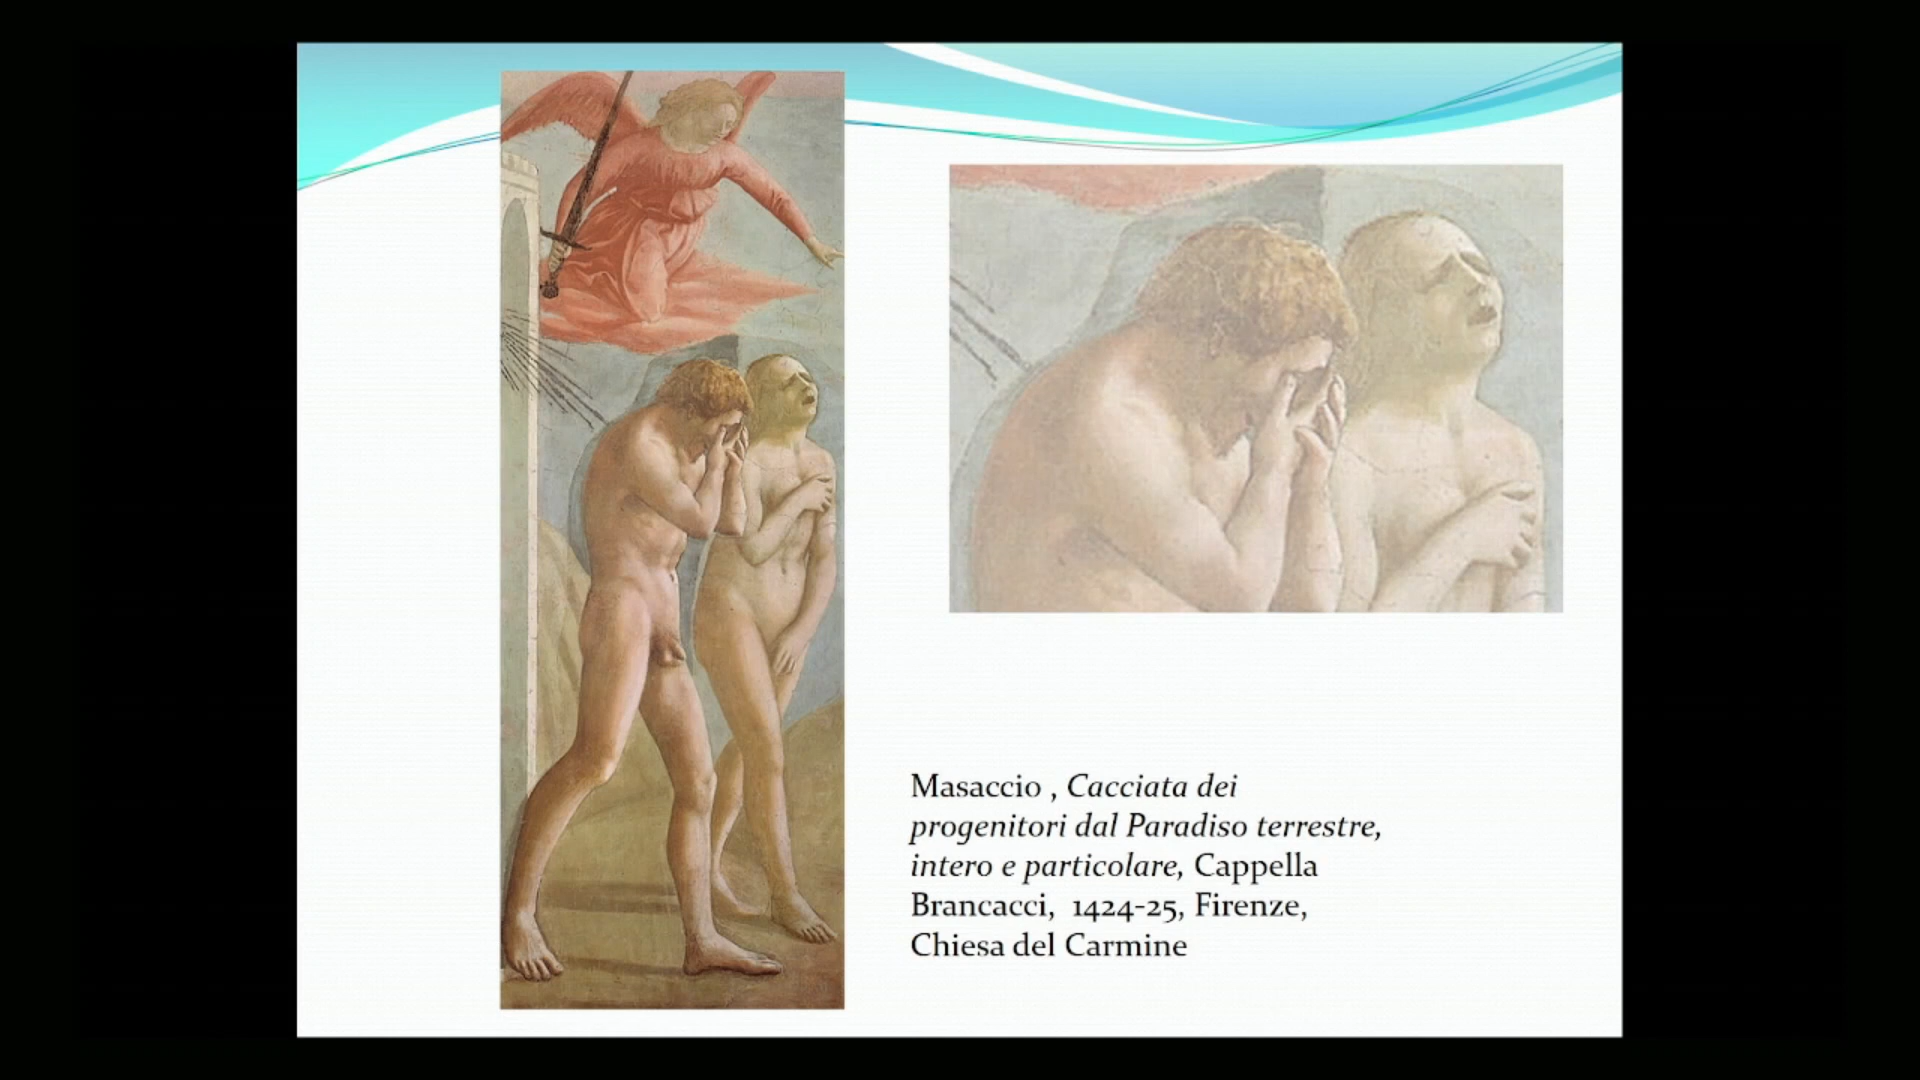 Masaccio , Cacciata dei
progenitori dal Paradiso terrestre,
intero e particolare, Cappella
Brancacci,  1424-25, Firenze,
Chiesa del Carmine